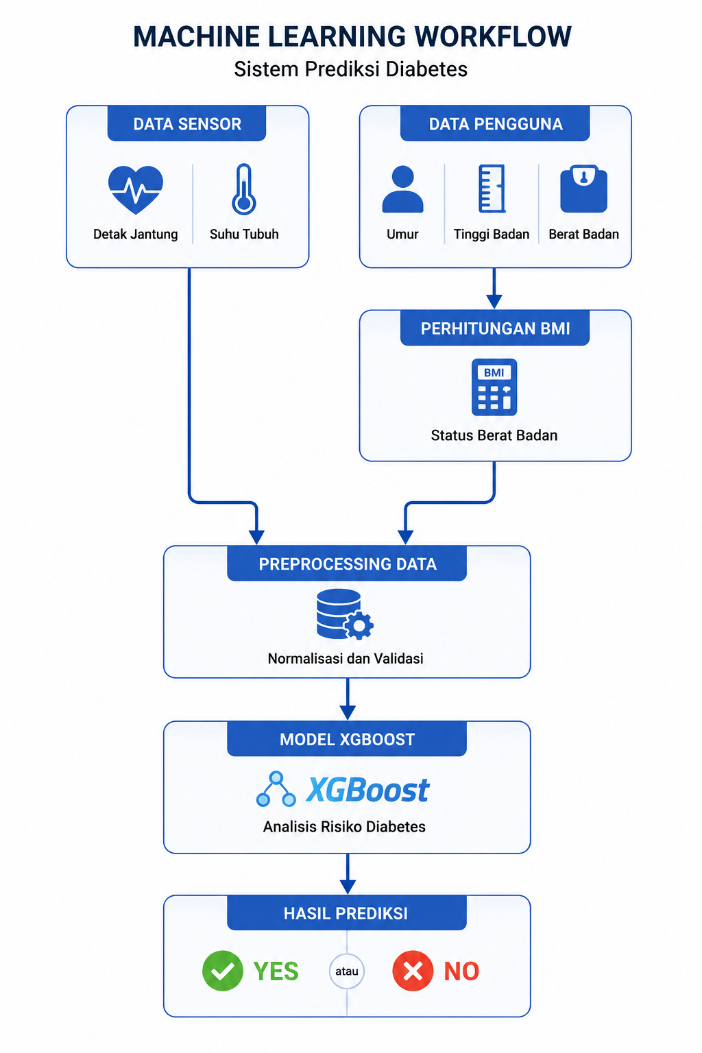 MACHINE LEARNING WORKFLOW
Sistem Prediksi Diabetes
DATA SENSOR
Detak Jantung
Suhu Tubuh
DATA PENGGUNA
Umur
Tinggi Badan
Berat Badan
PERHITUNGAN BMI
BMI
Status Berat Badan
PREPROCESSING DATA
Normalisasi dan Validasi
MODEL XGBOOST
XGBoost
Analisis Risiko Diabetes
HASIL PREDIKSI
YES
atau
NO